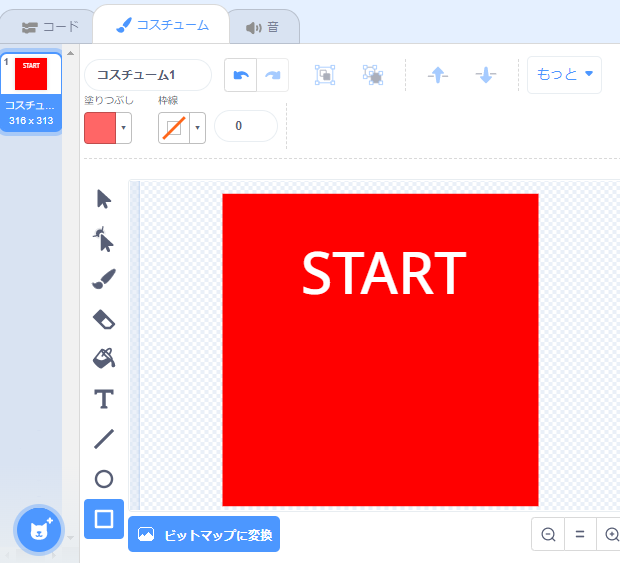 コード
コスチューム
音
1
START
コスチュ...
316 x 313
コスチューム1
もっと
塗りつぶし
枠線
0
START
T
ビットマップに変換